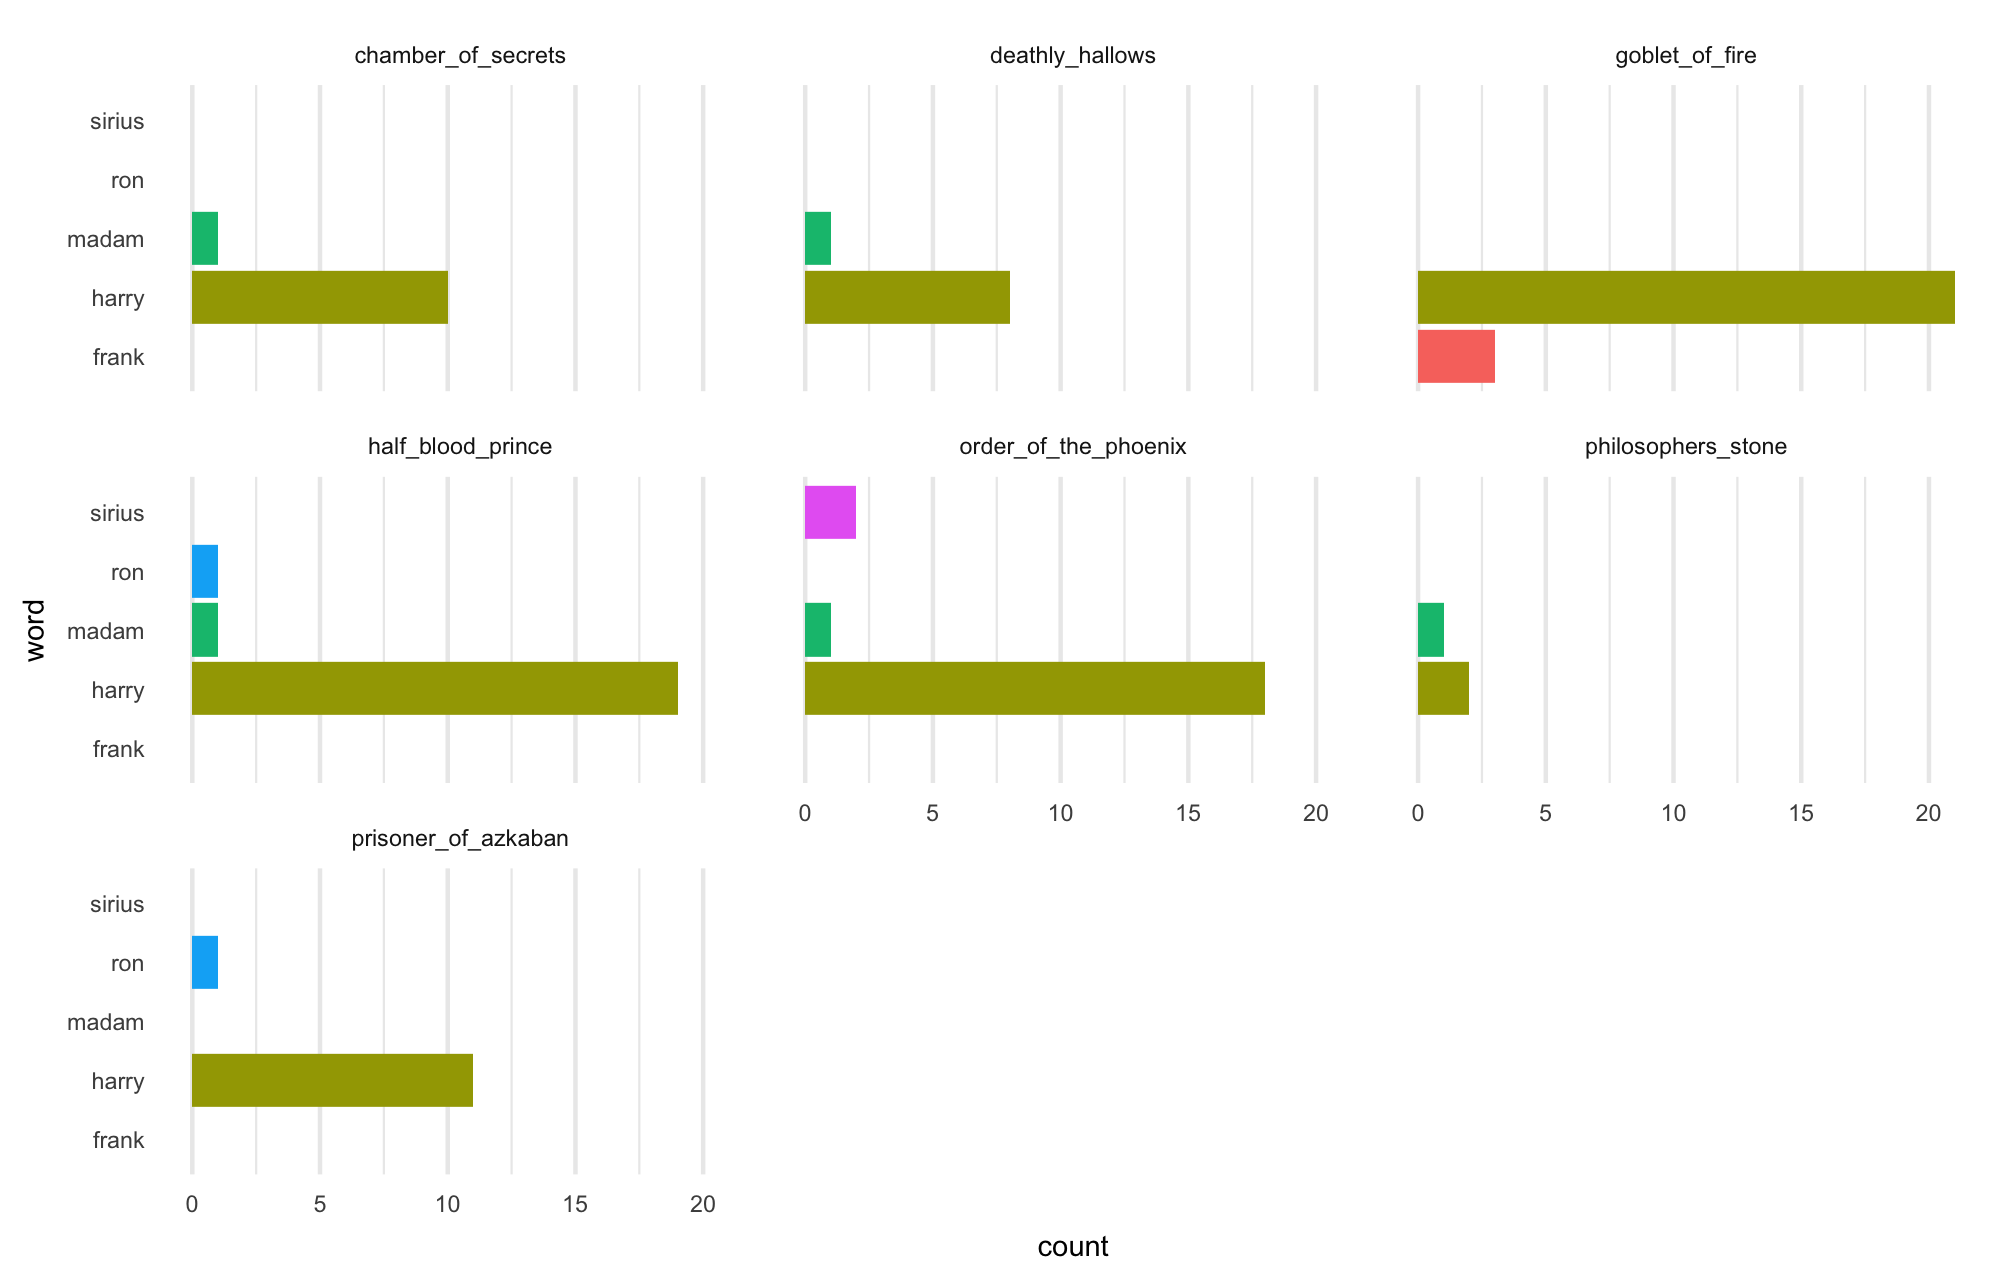 chamber_of_secrets
deathly_hallows
goblet_of_fire
sirius
ron
madam
harry
frank
half_blood_prince
order_of_the_phoenix
philosophers_stone
sirius
ron
madam
harry
frank
0 5 10 15 20
0 5 10 15 20
prisoner_of_azkaban
sirius
ron
madam
harry
frank
0 5 10 15 20
count
word